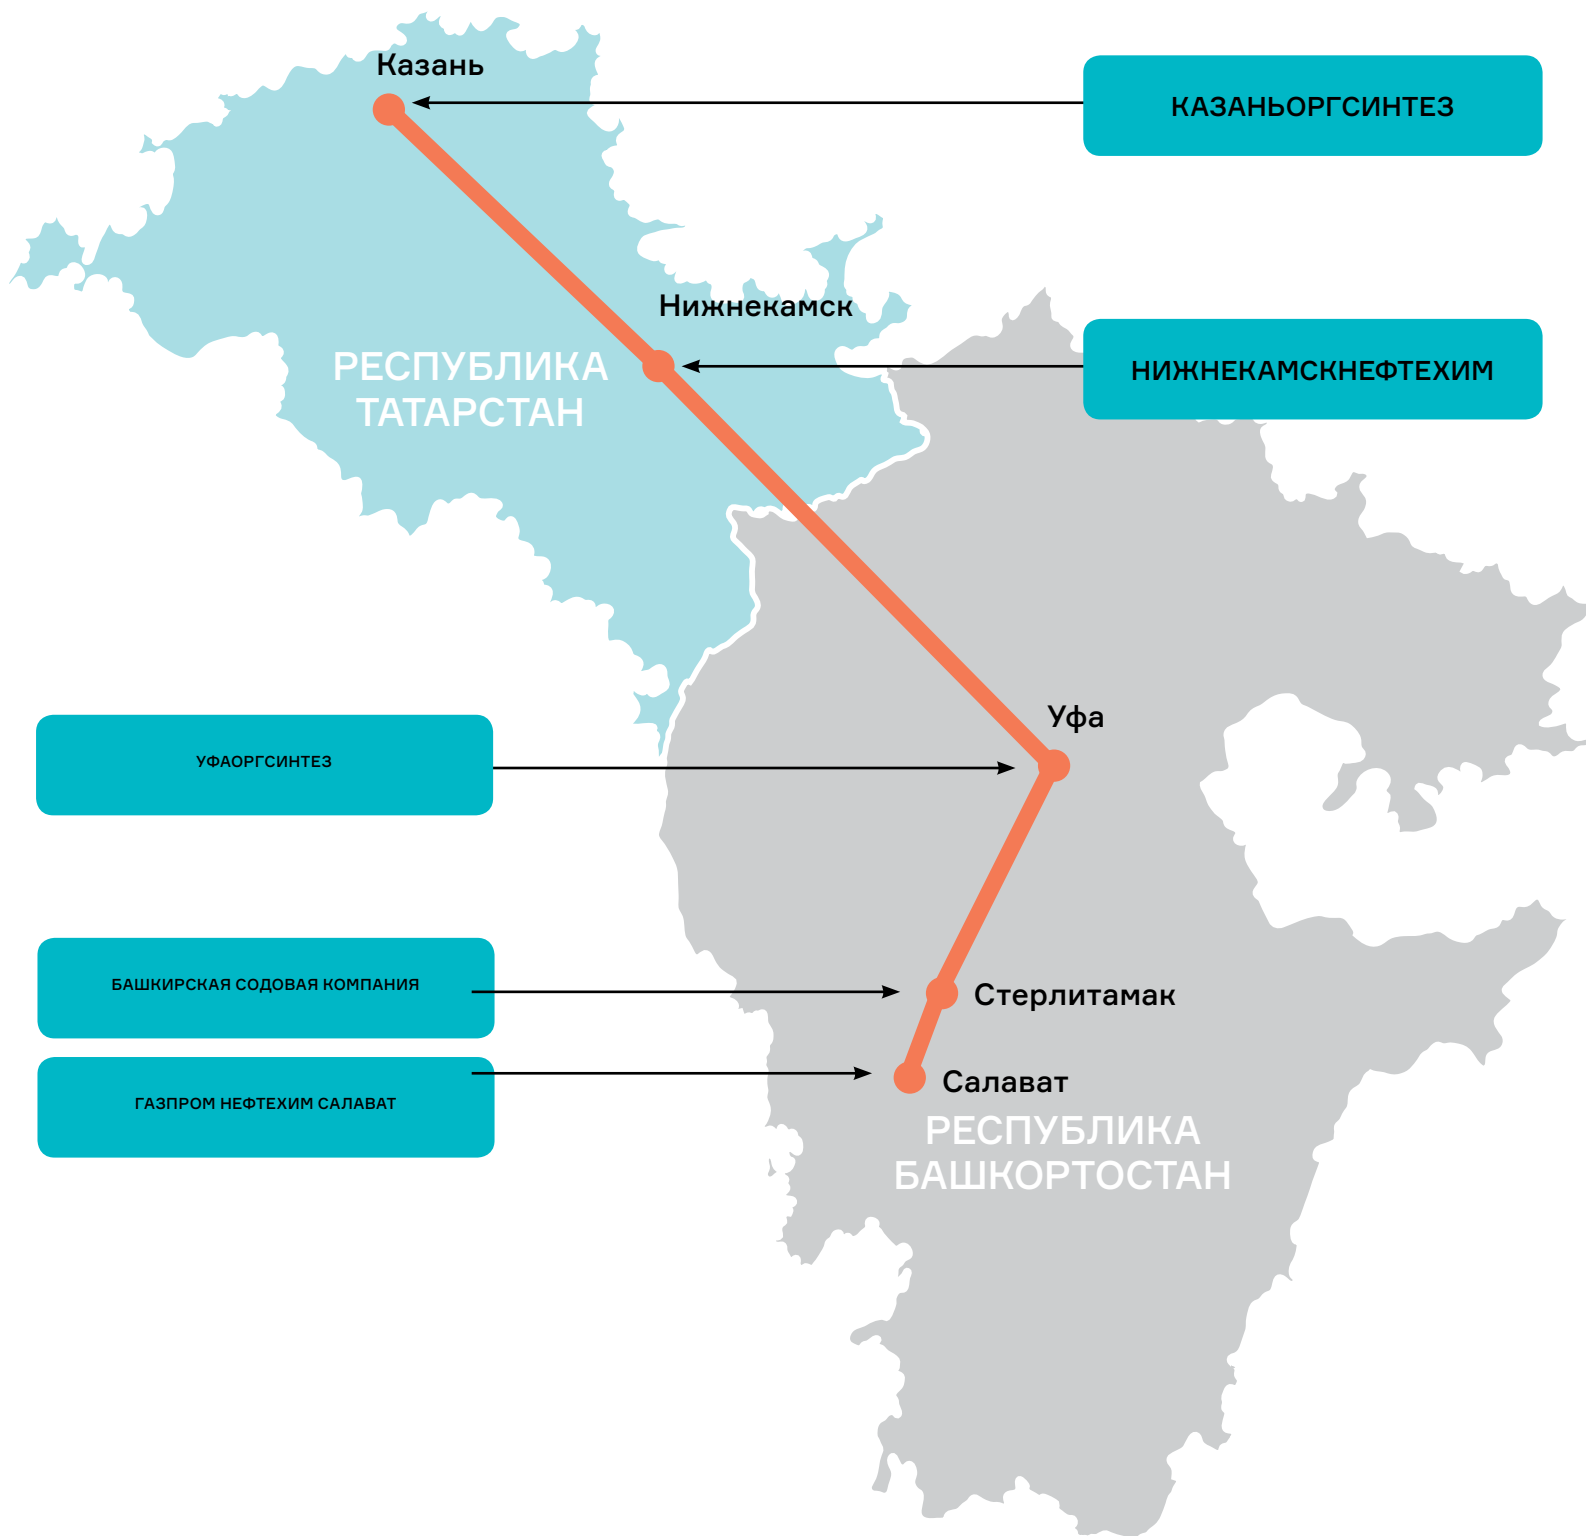 Казань
КАЗАНЬОРГСИНТЕЗ
Нижнекамск
РЕСПУБЛИКА
ТАТАРСТАН
НИЖНЕКАМСКНЕФТЕХИМ
Уфа
УФАОРГСИНТЕЗ
БАШКИРСКАЯ СОДОВАЯ КОМПАНИЯ
Стерлитамак
ГАЗПРОМ НЕФТЕХИМ САЛАВАТ
Салават
РЕСПУБЛИКА
БАШКОРТОСТАН